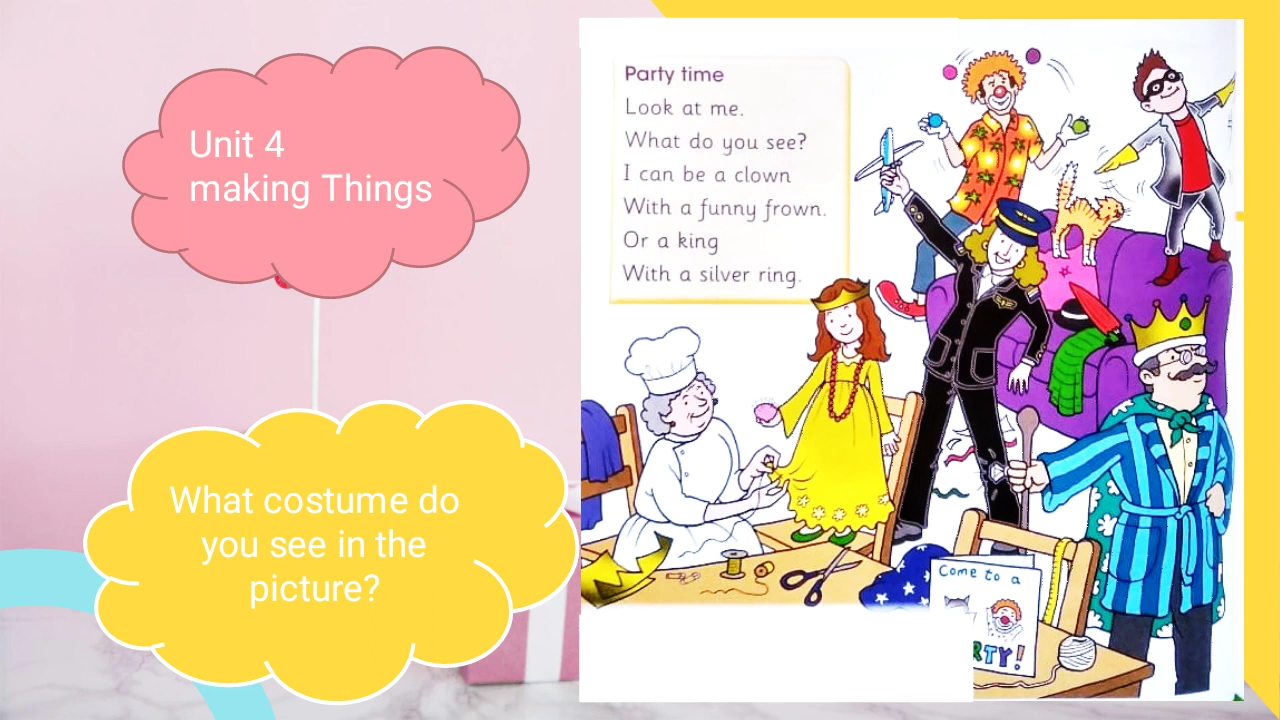 Unit 4
making Things
What costume do
you see in the
picture?
Party time
Look at me.
What do you see?
I can be a clown
With a funny frown.
Or a king
With a silver ring.
Come to a
RTY!